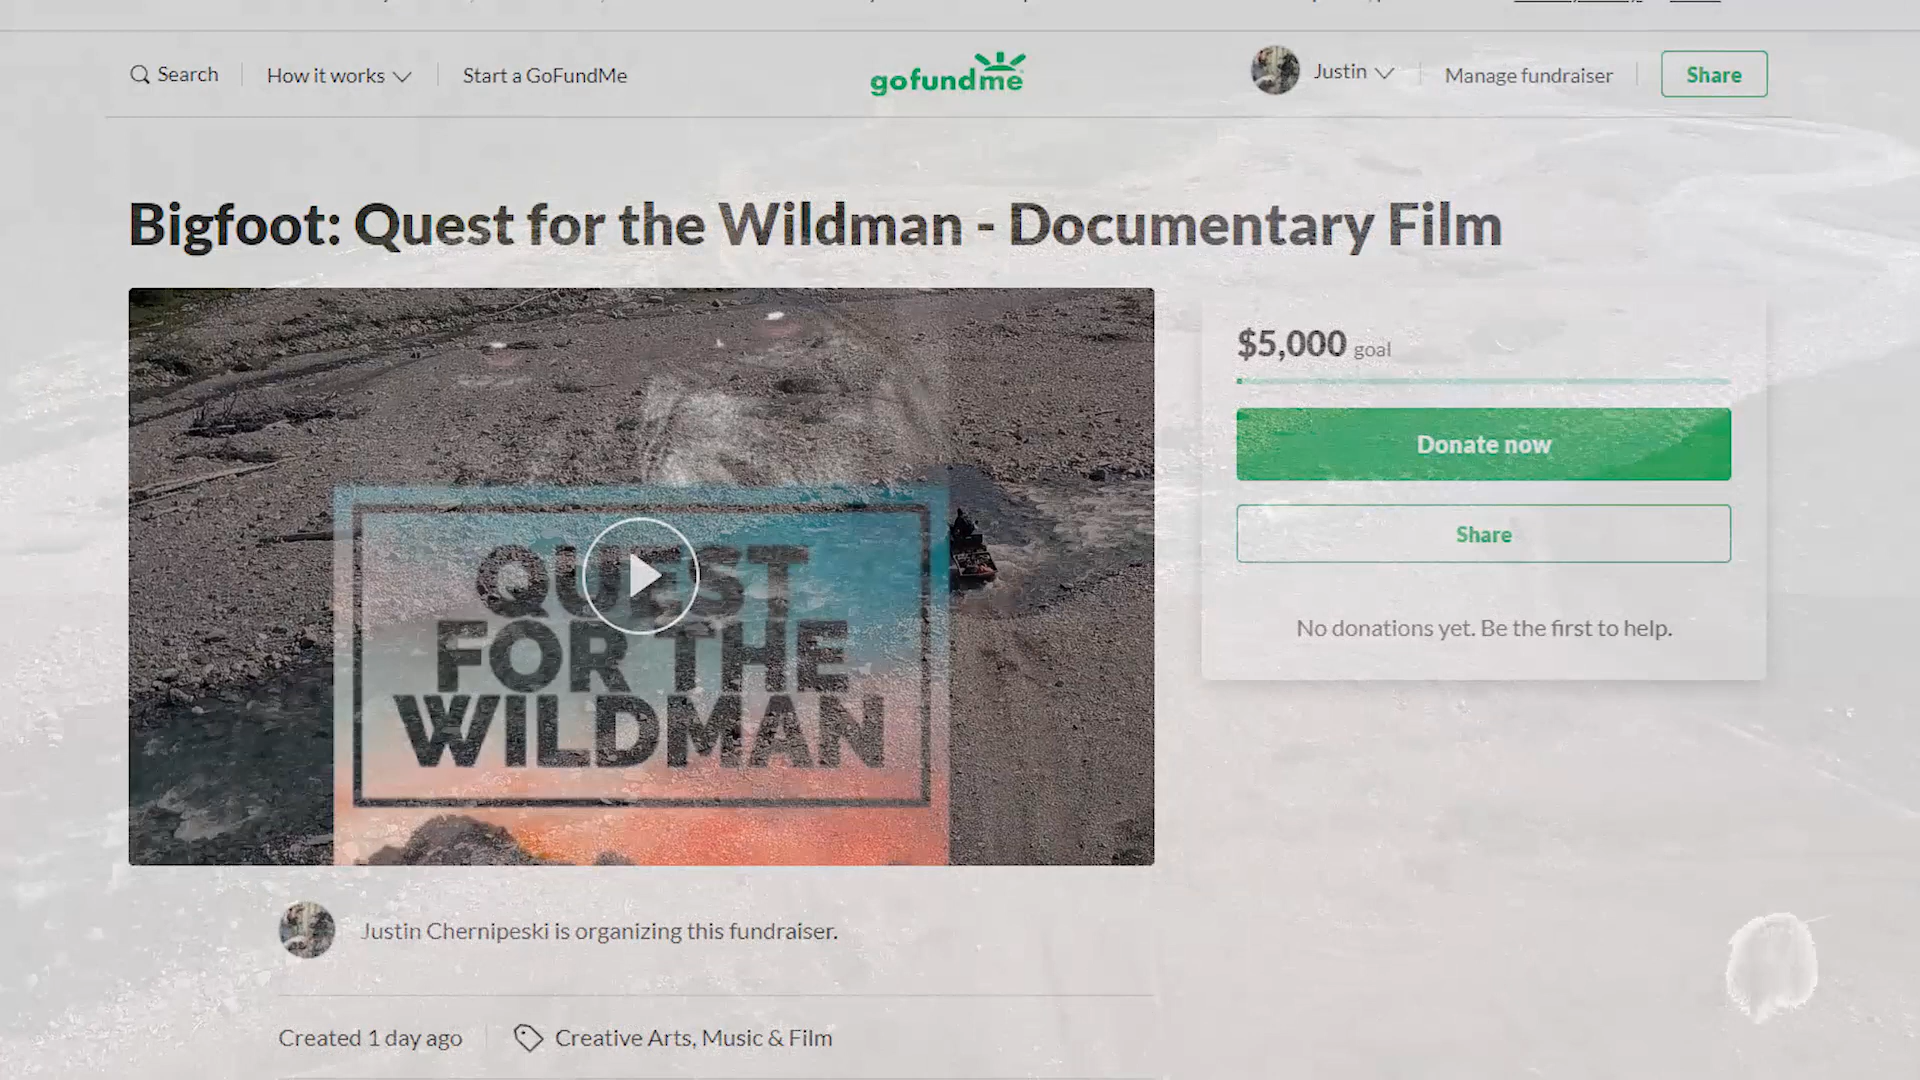 Search
How it works
Start a GoFundMe
gofundme
Justin
Manage fundraiser
Share
Bigfoot: Quest for the Wildman - Documentary Film
$5,000 goal
Donate now
Share
No donations yet. Be the first to help.
QUEST
FOR THE
WILDMAN
Justin Chernipeski is organizing this fundraiser.
Created 1 day ago
Creative Arts, Music & Film